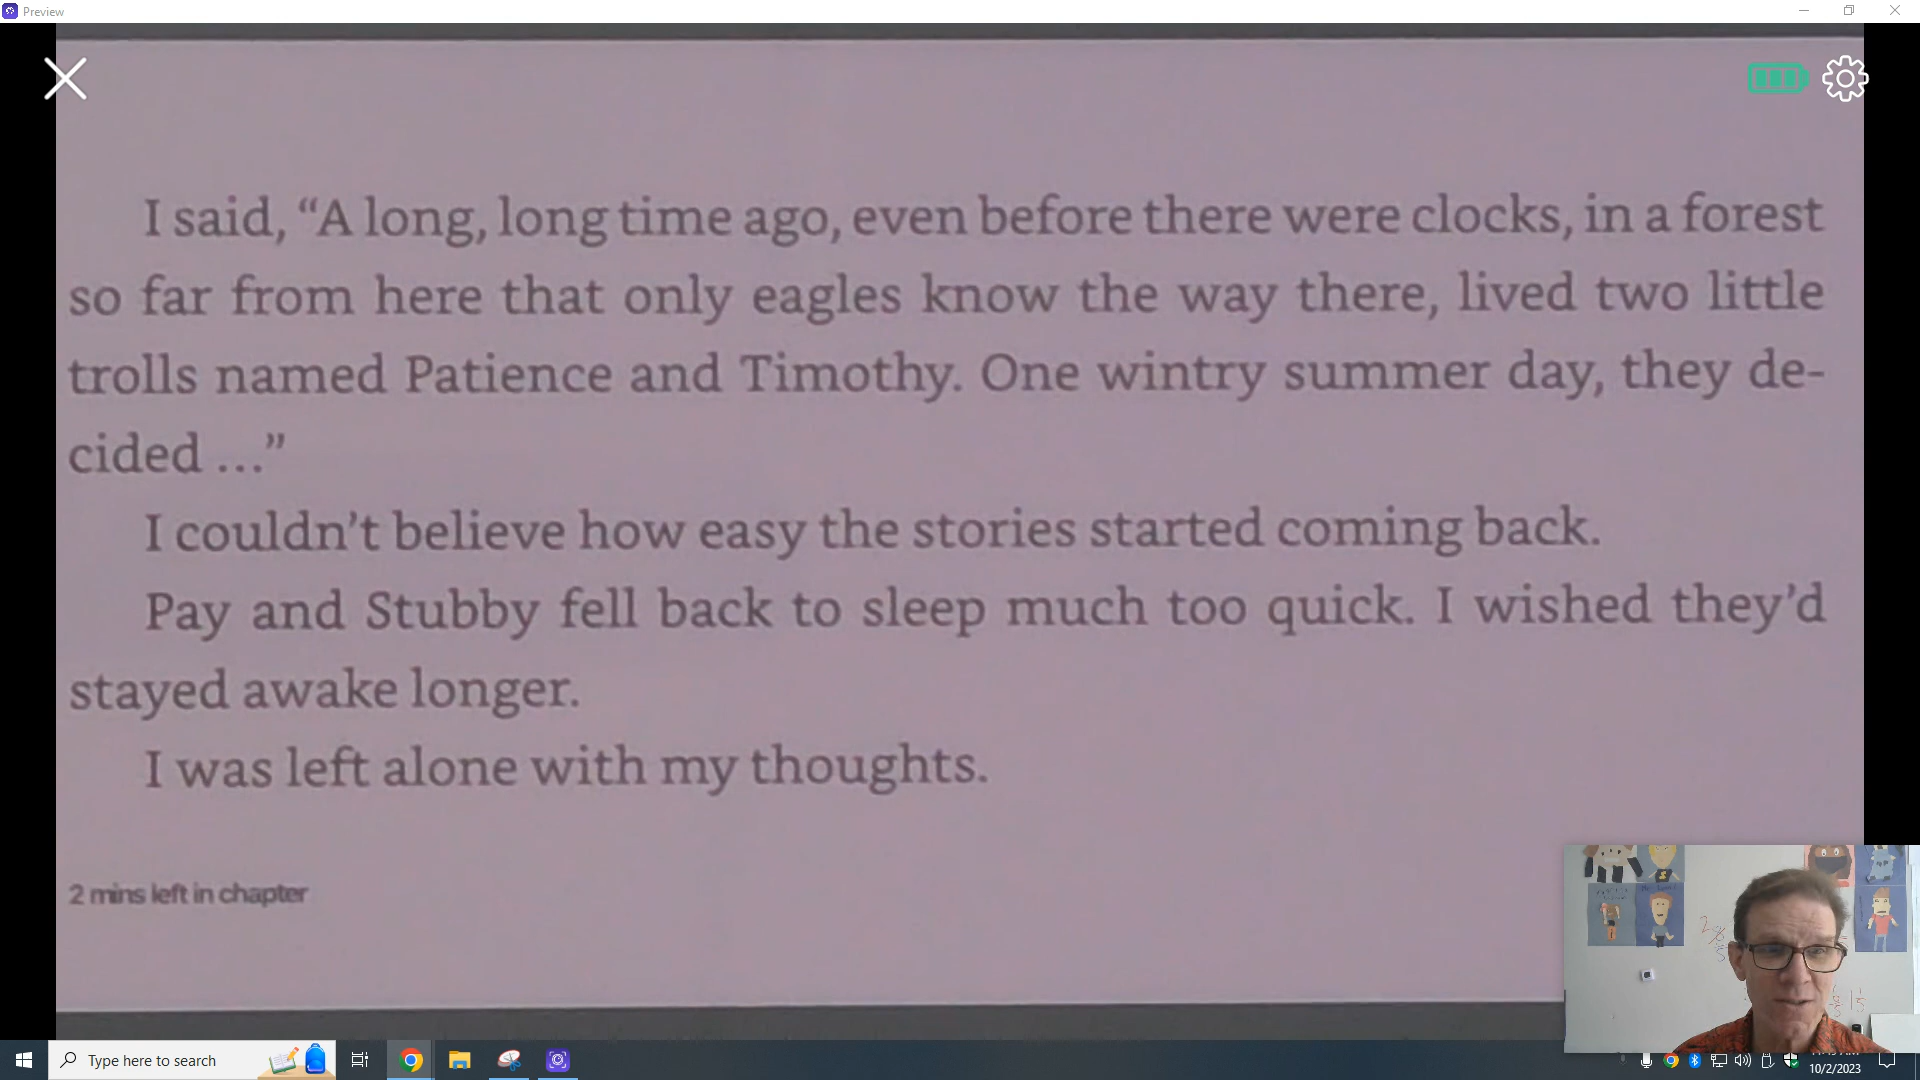 Preview
I said, “A long, long time ago, even before there were clocks, in a forest
so far from here that only eagles know the way there, lived two little
trolls named Patience and Timothy. One wintry summer day, they de-
cided ...”
I couldn’t believe how easy the stories started coming back.
Pay and Stubby fell back to sleep much too quick. I wished they’d
stayed awake longer.
I was left alone with my thoughts.
2 mins left in chapter
Type here to search
10/2/2023